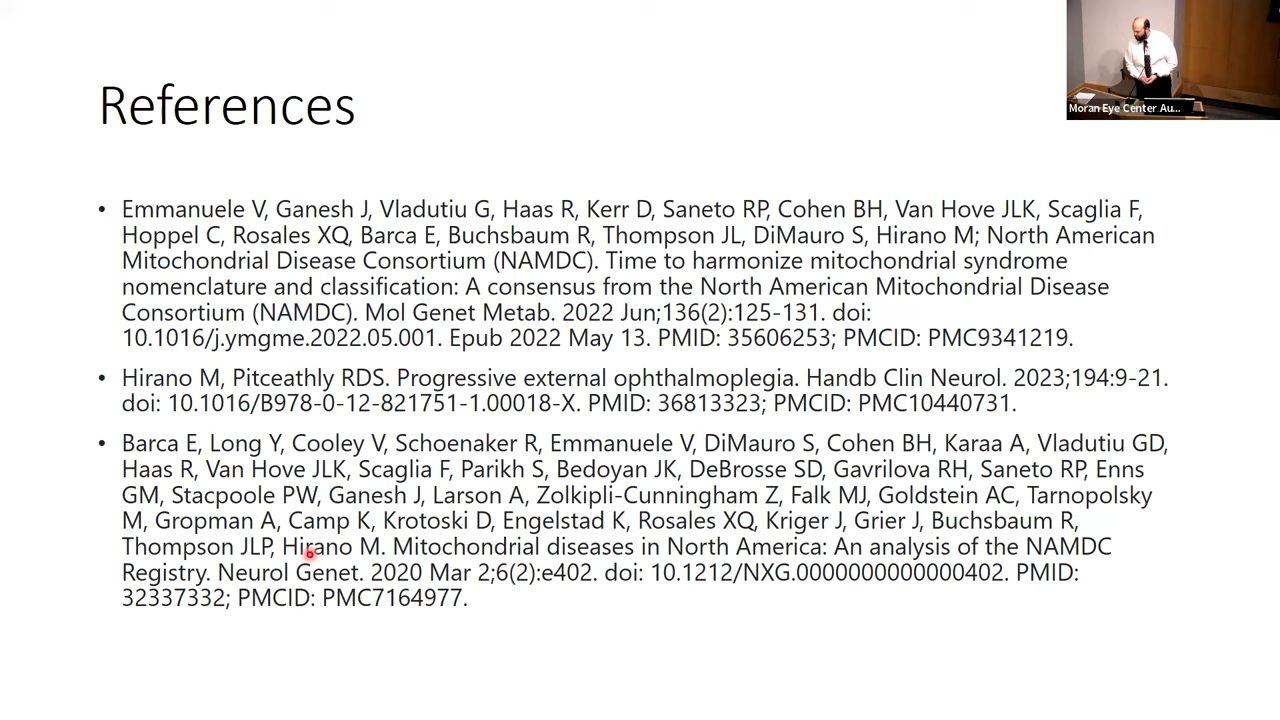 References
Moran Eye Center Au...
• Emmanuele V, Ganesh J, Vladutiu G, Haas R, Kerr D, Saneto RP, Cohen BH, Van Hove JLK, Scaglia F,
Hoppel C, Rosales XQ, Barca E, Buchsbaum R, Thompson JL, DiMauro S, Hirano M; North American
Mitochondrial Disease Consortium (NAMDC). Time to harmonize mitochondrial syndrome
nomenclature and classification: A consensus from the North American Mitochondrial Disease
Consortium (NAMDC). Mol Genet Metab. 2022 Jun;136(2):125-131. doi:
10.1016/j.ymgme.2022.05.001. Epub 2022 May 13. PMID: 35606253; PMCID: PMC9341219.
• Hirano M, Pitceathly RDS. Progressive external ophthalmoplegia. Handb Clin Neurol. 2023;194:9-21.
doi: 10.1016/B978-0-12-821751-1.00018-X. PMID: 36813323; PMCID: PMC10440731.
• Barca E, Long Y, Cooley V, Schoenaker R, Emmanuele V, DiMauro S, Cohen BH, Karaa A, Vladutiu GD,
Haas R, Van Hove JLK, Scaglia F, Parikh S, Bedoyan JK, DeBrosse SD, Gavrilova RH, Saneto RP, Enns
GM, Stacpoole PW, Ganesh J, Larson A, Zolkipli-Cunningham Z, Falk MJ, Goldstein AC, Tarnopolsky
M, Gropman A, Camp K, Krotoski D, Engelstad K, Rosales XQ, Kriger J, Grier J, Buchsbaum R,
Thompson JLP, Hirano M. Mitochondrial diseases in North America: An analysis of the NAMDC
Registry. Neurol Genet. 2020 Mar 2;6(2):e402. doi: 10.1212/NXG.0000000000000402. PMID:
32337332; PMCID: PMC7164977.